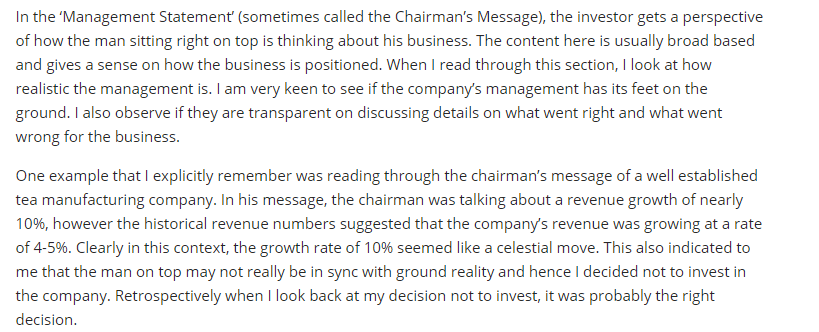 In the ‘Management Statement’ (sometimes called the Chairman’s Message), the investor gets a perspective
of how the man sitting right on top is thinking about his business. The content here is usually broad based
and gives a sense on how the business is positioned. When I read through this section, I look at how
realistic the management is. I am very keen to see if the company’s management has its feet on the
ground. I also observe if they are transparent on discussing details on what went right and what went
wrong for the business.
One example that I explicitly remember was reading through the chairman’s message of a well established
tea manufacturing company. In his message, the chairman was talking about a revenue growth of nearly
10%, however the historical revenue numbers suggested that the company’s revenue was growing at a rate
of 4-5%. Clearly in this context, the growth rate of 10% seemed like a celestial move. This also indicated to
me that the man on top may not really be in sync with ground reality and hence I decided not to invest in
the company. Retrospectively when I look back at my decision not to invest, it was probably the right
decision.